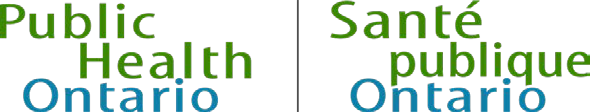 Public
Health
Ontario
Santé
publique
Ontario